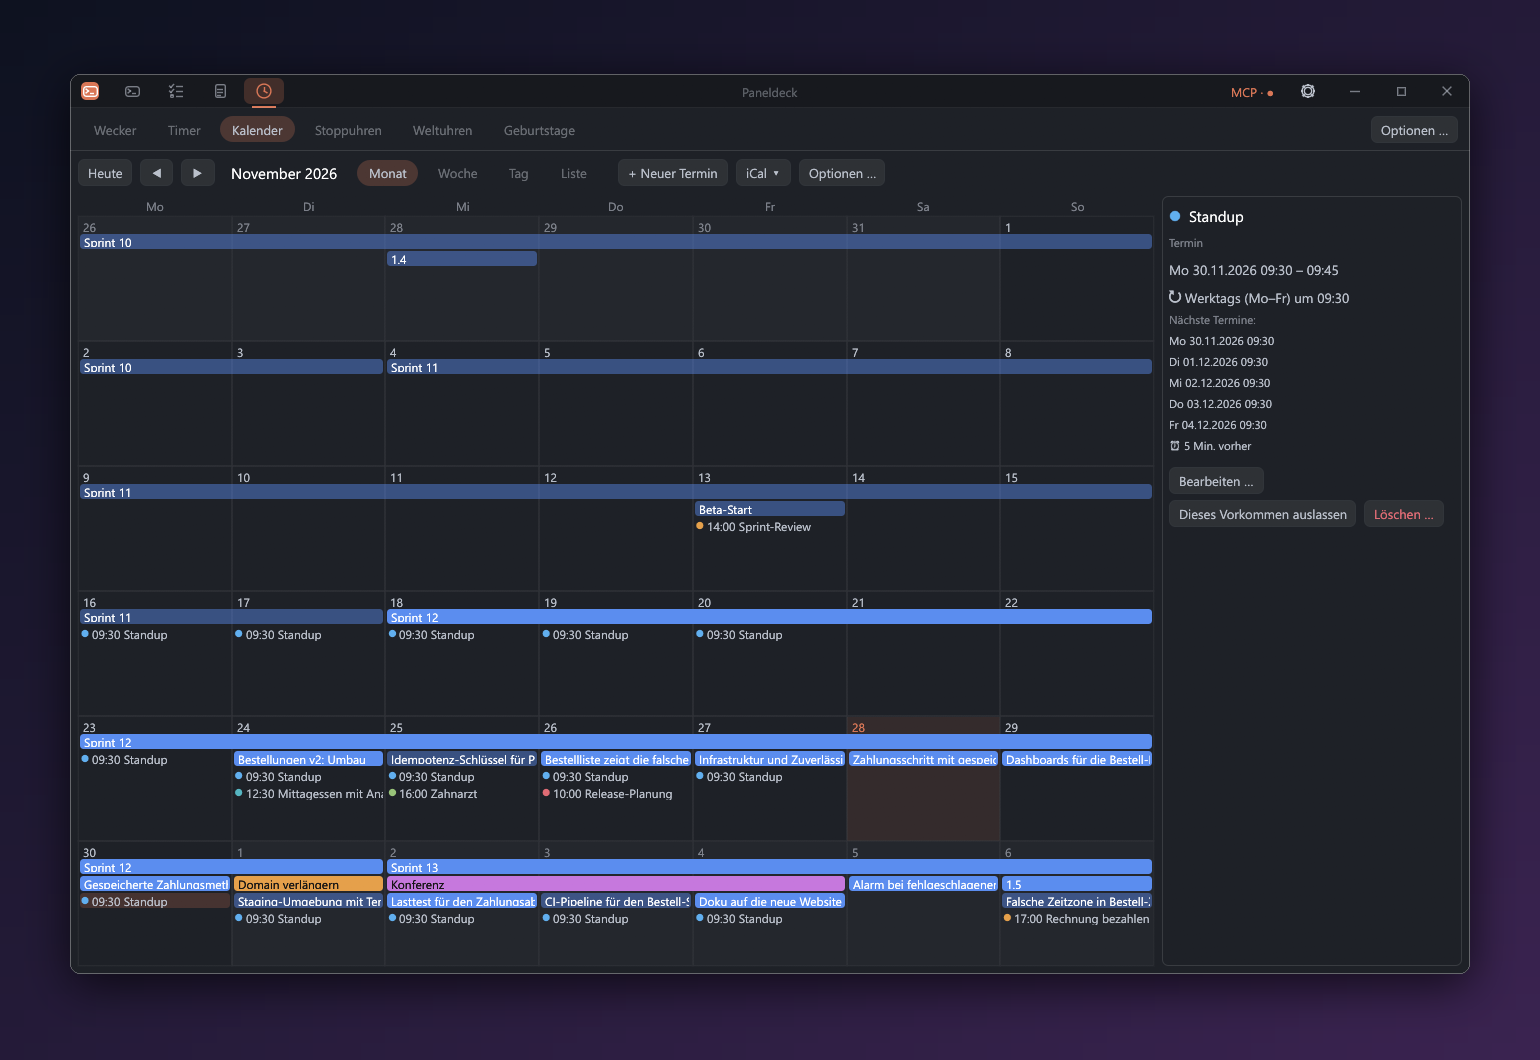 Paneldeck
MCP · ●
Wecker Timer Kalender Stoppuhren Weltuhren Geburtstage Optionen ...
Heute ◀ ▶ November 2026 Monat Woche Tag Liste + Neuer Termin iCal ▾ Optionen ...
Mo Di Mi Do Fr Sa So
26 27 28 29 30 31 1
Sprint 10
1.4
2 3 4 5 6 7 8
Sprint 10 Sprint 11
9 10 11 12 13 14 15
Sprint 11
Beta-Start
14:00 Sprint-Review
16 17 18 19 20 21 22
Sprint 11 Sprint 12
09:30 Standup 09:30 Standup 09:30 Standup 09:30 Standup 09:30 Standup
23 24 25 26 27 28 29
Sprint 12
09:30 Standup Bestellungen v2: Umbau Idempotenz-Schlüssel für P Bestellliste zeigt die falsche Infrastruktur und Zuverlässi Zahlungsschritt mit gespeic Dashboards für die Bestell-
09:30 Standup 09:30 Standup 09:30 Standup 09:30 Standup
12:30 Mittagessen mit Ana 16:00 Zahnarzt 10:00 Release-Planung
30 1 2 3 4 5 6
Sprint 12 Sprint 13
Gespeicherte Zahlungsmet Domain verlängern Konferenz Alarm bei fehlgeschlagener 1.5
09:30 Standup Staging-Umgebung mit Ter Lasttest für den Zahlungsab CI-Pipeline für den Bestell-S Doku auf die neue Website Falsche Zeitzone in Bestell-
09:30 Standup 09:30 Standup 09:30 Standup 09:30 Standup 17:00 Rechnung bezahlen
Standup
Termin
Mo 30.11.2026 09:30 – 09:45
Werktags (Mo–Fr) um 09:30
Nächste Termine:
Mo 30.11.2026 09:30
Di 01.12.2026 09:30
Mi 02.12.2026 09:30
Do 03.12.2026 09:30
Fr 04.12.2026 09:30
5 Min. vorher
Bearbeiten ...
Dieses Vorkommen auslassen Löschen ...